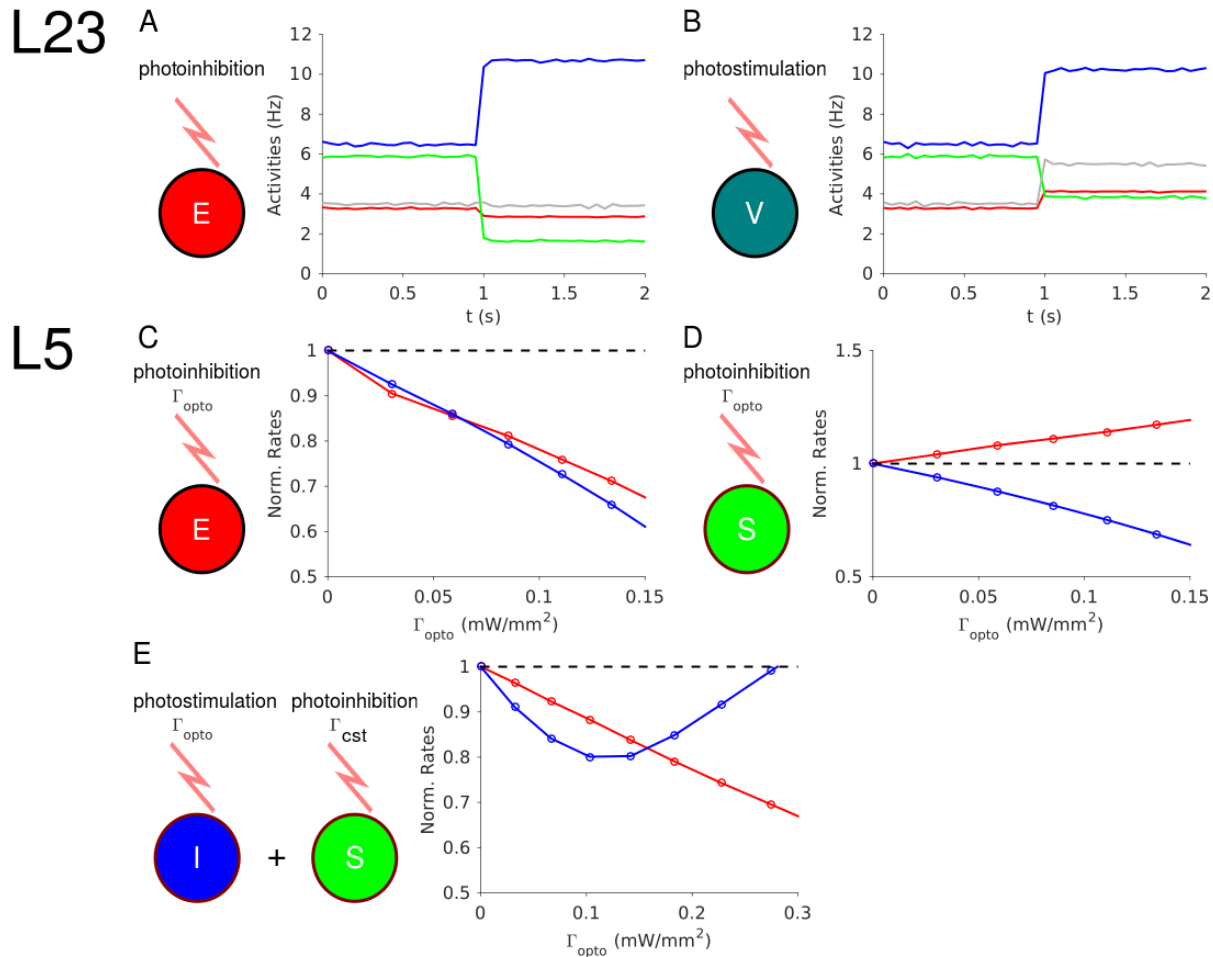 L23
A
photoinhibition
E
12
10
8
6
4
2
0
Activities (Hz)
0 0.5 1 1.5 2
t (s)
B
photostimulation
V
12
10
8
6
4
2
0
Activities (Hz)
0 0.5 1 1.5 2
t (s)
L5
C
photoinhibition
Γopto
E
1
0.9
0.8
0.7
0.6
0.5
Norm. Rates
0 0.05 0.1 0.15
Γopto (mW/mm²)
D
photoinhibition
Γopto
S
1.5
1
0.5
Norm. Rates
0 0.05 0.1 0.15
Γopto (mW/mm²)
E
photostimulation
Γopto
I
+
photoinhibition
Γcst
S
1
0.9
0.8
0.7
0.6
0.5
Norm. Rates
0 0.1 0.2 0.3
Γopto (mW/mm²)